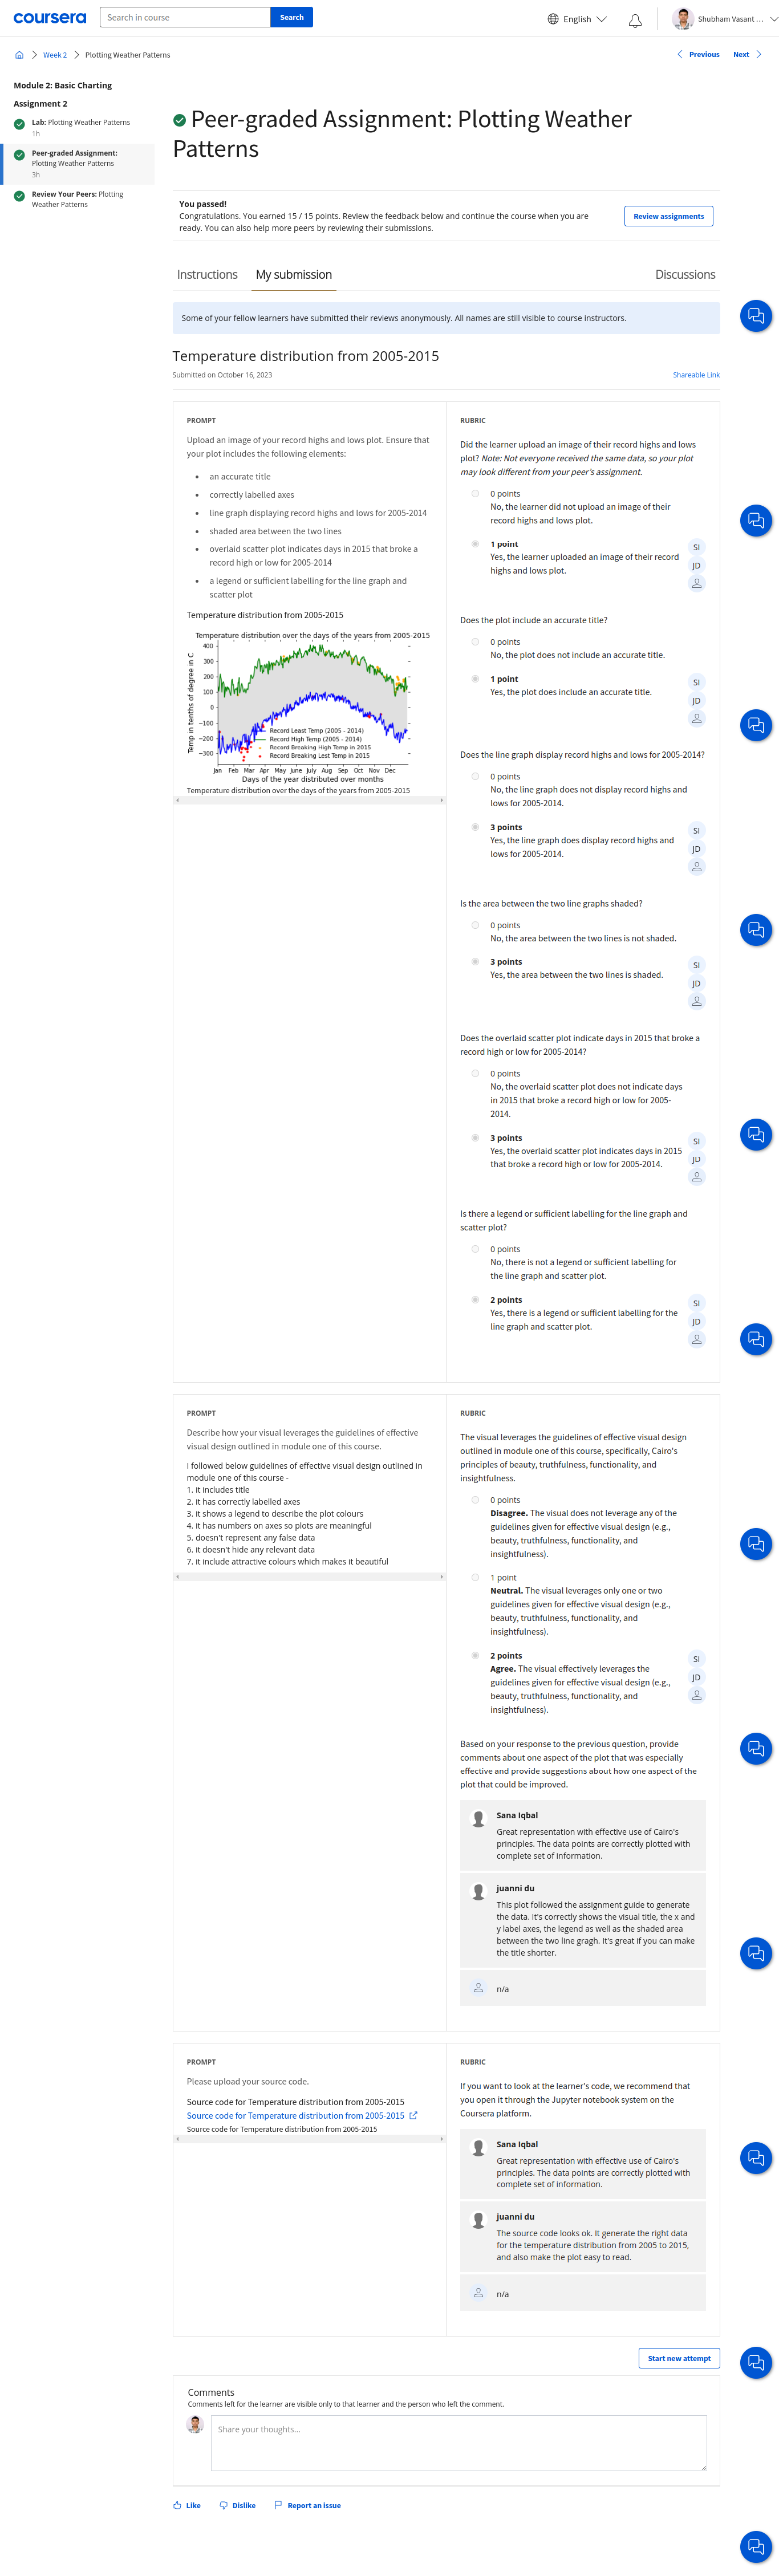 coursera
Search in course
Search
English
Shubham Vasant ...
Week 2
Plotting Weather Patterns
Previous
Next
Module 2: Basic Charting
Assignment 2
Lab: Plotting Weather Patterns
1h
Peer-graded Assignment:
Plotting Weather Patterns
3h
Review Your Peers: Plotting
Weather Patterns
Peer-graded Assignment: Plotting Weather
Patterns
You passed!
Congratulations. You earned 15 / 15 points. Review the feedback below and continue the course when you are
ready. You can also help more peers by reviewing their submissions.
Review assignments
Instructions
My submission
Discussions
Some of your fellow learners have submitted their reviews anonymously. All names are still visible to course instructors.
Temperature distribution from 2005-2015
Submitted on October 16, 2023
Shareable Link
PROMPT
Upload an image of your record highs and lows plot. Ensure that
your plot includes the following elements:
an accurate title
correctly labelled axes
line graph displaying record highs and lows for 2005-2014
shaded area between the two lines
overlaid scatter plot indicates days in 2015 that broke a
record high or low for 2005-2014
a legend or sufficient labelling for the line graph and
scatter plot
Temperature distribution from 2005-2015
Temperature distribution over the days of the years from 2005-2015
Temp in tenths of degree in C
400
300
200
100
0
−100
−200
−300
Record Least Temp (2005 - 2014)
Record High Temp (2005 - 2014)
Record Breaking High Temp in 2015
Record Breaking Lest Temp in 2015
Jan Feb Mar Apr May June July Aug Sep Oct Nov Dec
Days of the year distributed over months
Temperature distribution over the days of the years from 2005-2015
RUBRIC
Did the learner upload an image of their record highs and lows
plot? Note: Not everyone received the same data, so your plot
may look different from your peer's assignment.
0 points
No, the learner did not upload an image of their
record highs and lows plot.
1 point
Yes, the learner uploaded an image of their record
highs and lows plot.
SI
JD
Does the plot include an accurate title?
0 points
No, the plot does not include an accurate title.
1 point
Yes, the plot does include an accurate title.
SI
JD
Does the line graph display record highs and lows for 2005-2014?
0 points
No, the line graph does not display record highs and
lows for 2005-2014.
3 points
Yes, the line graph does display record highs and
lows for 2005-2014.
SI
JD
Is the area between the two line graphs shaded?
0 points
No, the area between the two lines is not shaded.
3 points
Yes, the area between the two lines is shaded.
SI
JD
Does the overlaid scatter plot indicate days in 2015 that broke a
record high or low for 2005-2014?
0 points
No, the overlaid scatter plot does not indicate days
in 2015 that broke a record high or low for 2005-
2014.
3 points
Yes, the overlaid scatter plot indicates days in 2015
that broke a record high or low for 2005-2014.
SI
JD
Is there a legend or sufficient labelling for the line graph and
scatter plot?
0 points
No, there is not a legend or sufficient labelling for
the line graph and scatter plot.
2 points
Yes, there is a legend or sufficient labelling for the
line graph and scatter plot.
SI
JD
PROMPT
Describe how your visual leverages the guidelines of effective
visual design outlined in module one of this course.
I followed below guidelines of effective visual design outlined in
module one of this course -
1. it includes title
2. it has correctly labelled axes
3. it shows a legend to describe the plot colours
4. it has numbers on axes so plots are meaningful
5. doesn't represent any false data
6. it doesn't hide any relevant data
7. it include attractive colours which makes it beautiful
RUBRIC
The visual leverages the guidelines of effective visual design
outlined in module one of this course, specifically, Cairo's
principles of beauty, truthfulness, functionality, and
insightfulness.
0 points
Disagree. The visual does not leverage any of the
guidelines given for effective visual design (e.g.,
beauty, truthfulness, functionality, and
insightfulness).
1 point
Neutral. The visual leverages only one or two
guidelines given for effective visual design (e.g.,
beauty, truthfulness, functionality, and
insightfulness).
2 points
Agree. The visual effectively leverages the
guidelines given for effective visual design (e.g.,
beauty, truthfulness, functionality, and
insightfulness).
SI
JD
Based on your response to the previous question, provide
comments about one aspect of the plot that was especially
effective and provide suggestions about how one aspect of the
plot that could be improved.
Sana Iqbal
Great representation with effective use of Cairo's
principles. The data points are correctly plotted with
complete set of information.
juanni du
This plot followed the assignment guide to generate
the data. It's correctly shows the visual title, the x and
y label axes, the legend as well as the shaded area
between the two line gragh. It's great if you can make
the title shorter.
n/a
PROMPT
Please upload your source code.
Source code for Temperature distribution from 2005-2015
Source code for Temperature distribution from 2005-2015
Source code for Temperature distribution from 2005-2015
RUBRIC
If you want to look at the learner's code, we recommend that
you open it through the Jupyter notebook system on the
Coursera platform.
Sana Iqbal
Great representation with effective use of Cairo's
principles. The data points are correctly plotted with
complete set of information.
juanni du
The source code looks ok. It generate the right data
for the temperature distribution from 2005 to 2015,
and also make the plot easy to read.
n/a
Start new attempt
Comments
Comments left for the learner are visible only to that learner and the person who left the comment.
Share your thoughts...
Like
Dislike
Report an issue